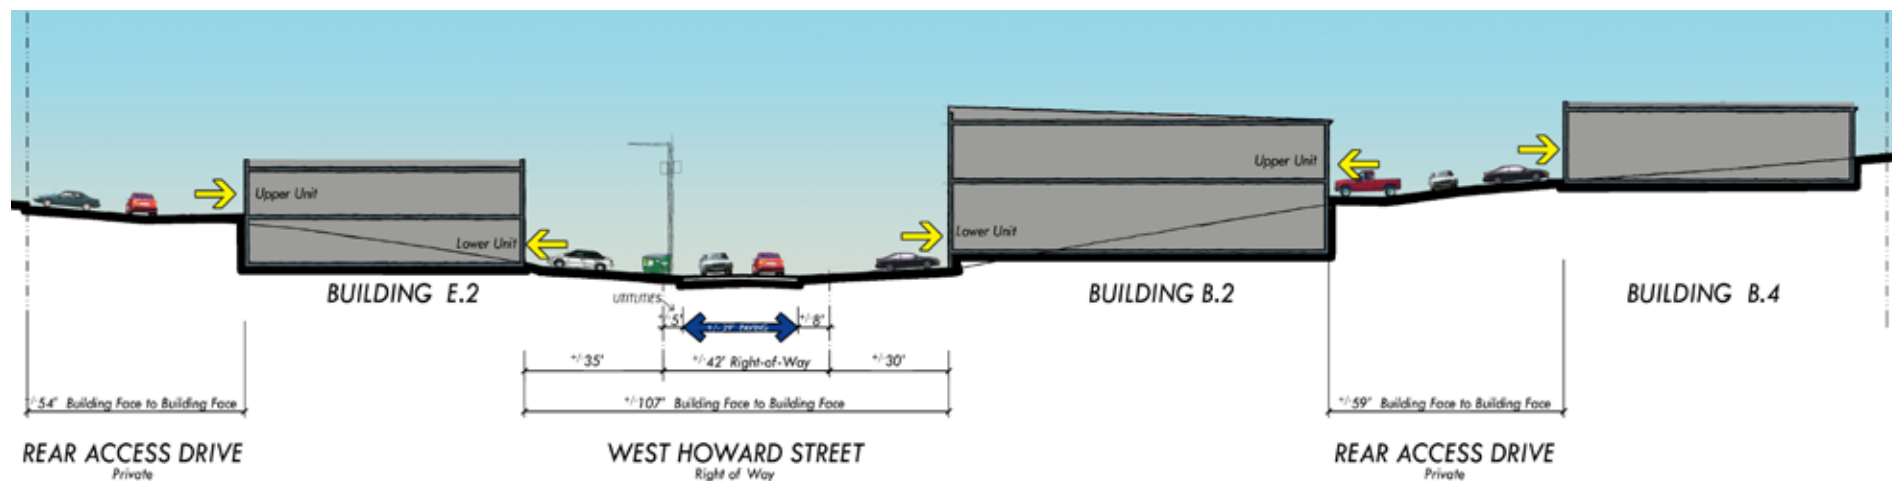 Upper Unit
Lower Unit
Upper Unit
Lower Unit
BUILDING E.2
BUILDING B.2
BUILDING B.4
UTILITIES
+/-5'
+/-29' PAVING
+/-8'
+/-35'
+/-42' Right-of-Way
+/-30'
+/-54' Building Face to Building Face
+/-107' Building Face to Building Face
+/-59' Building Face to Building Face
REAR ACCESS DRIVE
Private
WEST HOWARD STREET
Right of Way
REAR ACCESS DRIVE
Private